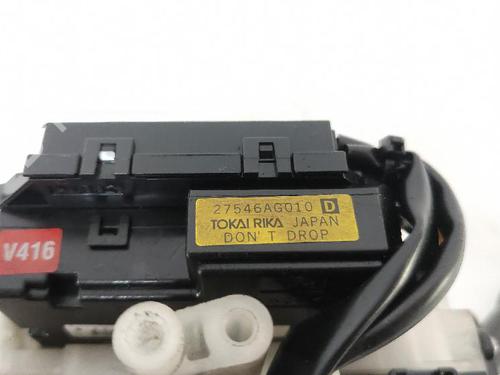 27546AG010 D
TOKAI RIKA JAPAN
DON'T DROP
V416